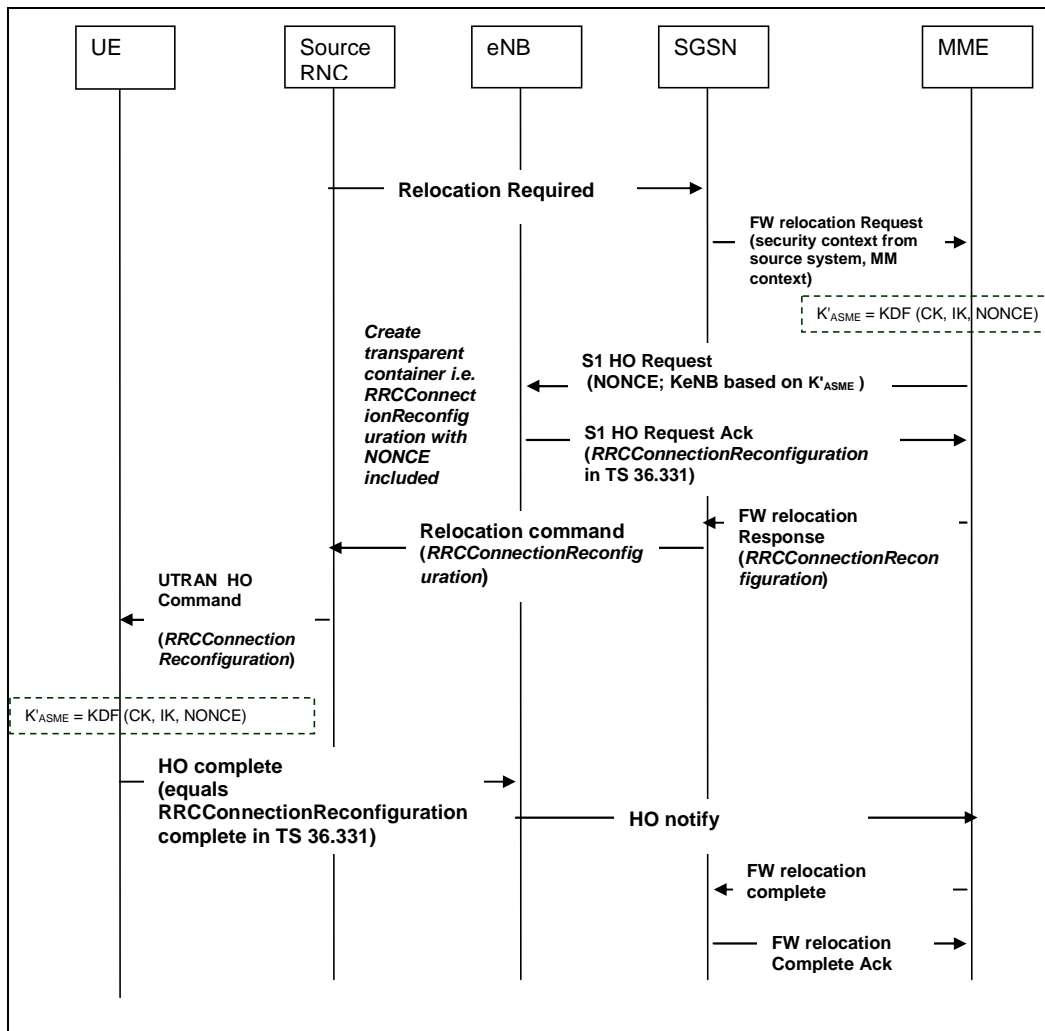 UE
Source
RNC
eNB
SGSN
MME
Relocation Required
FW relocation Request
(security context from
source system, MM
context)
K'ASME = KDF (CK, IK, NONCE)
Create
transparent
container i.e.
RRCConnect
ionReconfig
uration with
NONCE
included
S1 HO Request
(NONCE; KeNB based on K'ASME )
S1 HO Request Ack
(RRCConnectionReconfiguration
in TS 36.331)
Relocation command
(RRCConnectionReconfig
uration)
FW relocation
Response
(RRCConnectionRecon
figuration)
UTRAN HO
Command
(RRCConnection
Reconfiguration)
K'ASME = KDF (CK, IK, NONCE)
HO complete
(equals
RRCConnectionReconfiguration
complete in TS 36.331)
HO notify
FW relocation
complete
FW relocation
Complete Ack